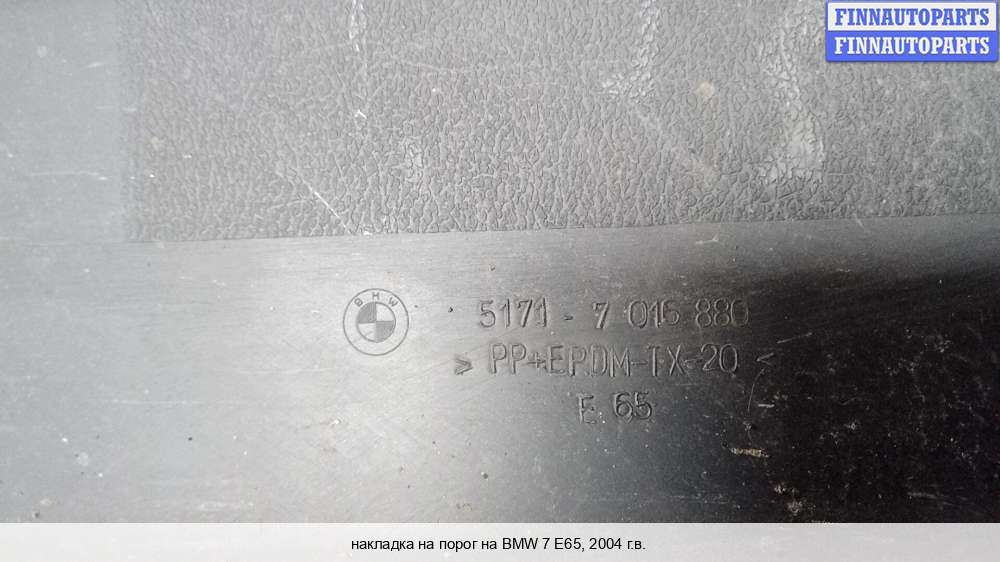 FINNAUTOPARTS
FINNAUTOPARTS
BMW
5171 - 7 016 880
> PP+EPDM-TX-20 <
E 65
накладка на порог на BMW 7 E65, 2004 г.в.